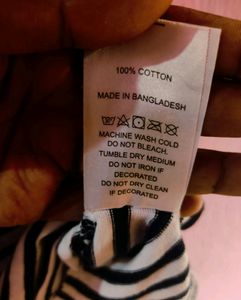 100% COTTON
MADE IN BANGLADESH
MACHINE WASH COLD
DO NOT BLEACH.
TUMBLE DRY MEDIUM
DO NOT IRON IF
DECORATED
DO NOT DRY CLEAN
IF DECORATED